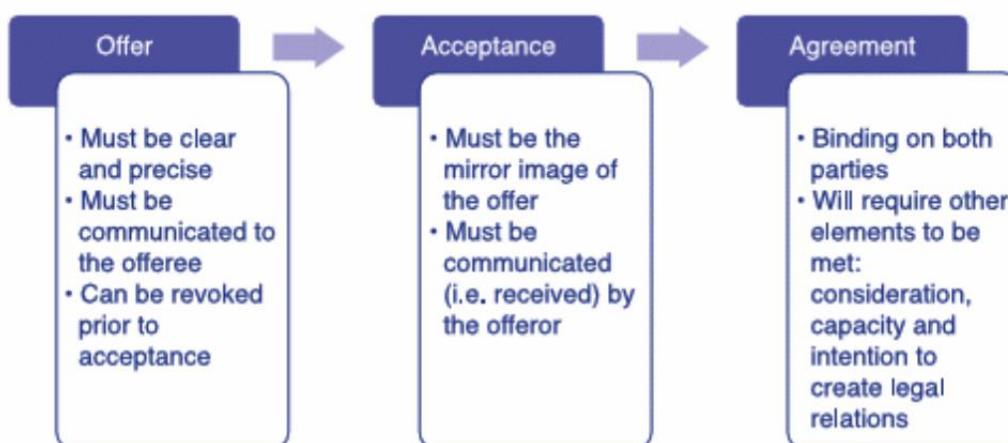 Offer
• Must be clear
and precise
• Must be
communicated to
the offeree
• Can be revoked
prior to
acceptance
Acceptance
• Must be the
mirror image of
the offer
• Must be
communicated
(i.e. received) by
the offeror
Agreement
• Binding on both
parties
• Will require other
elements to be
met:
consideration,
capacity and
intention to
create legal
relations